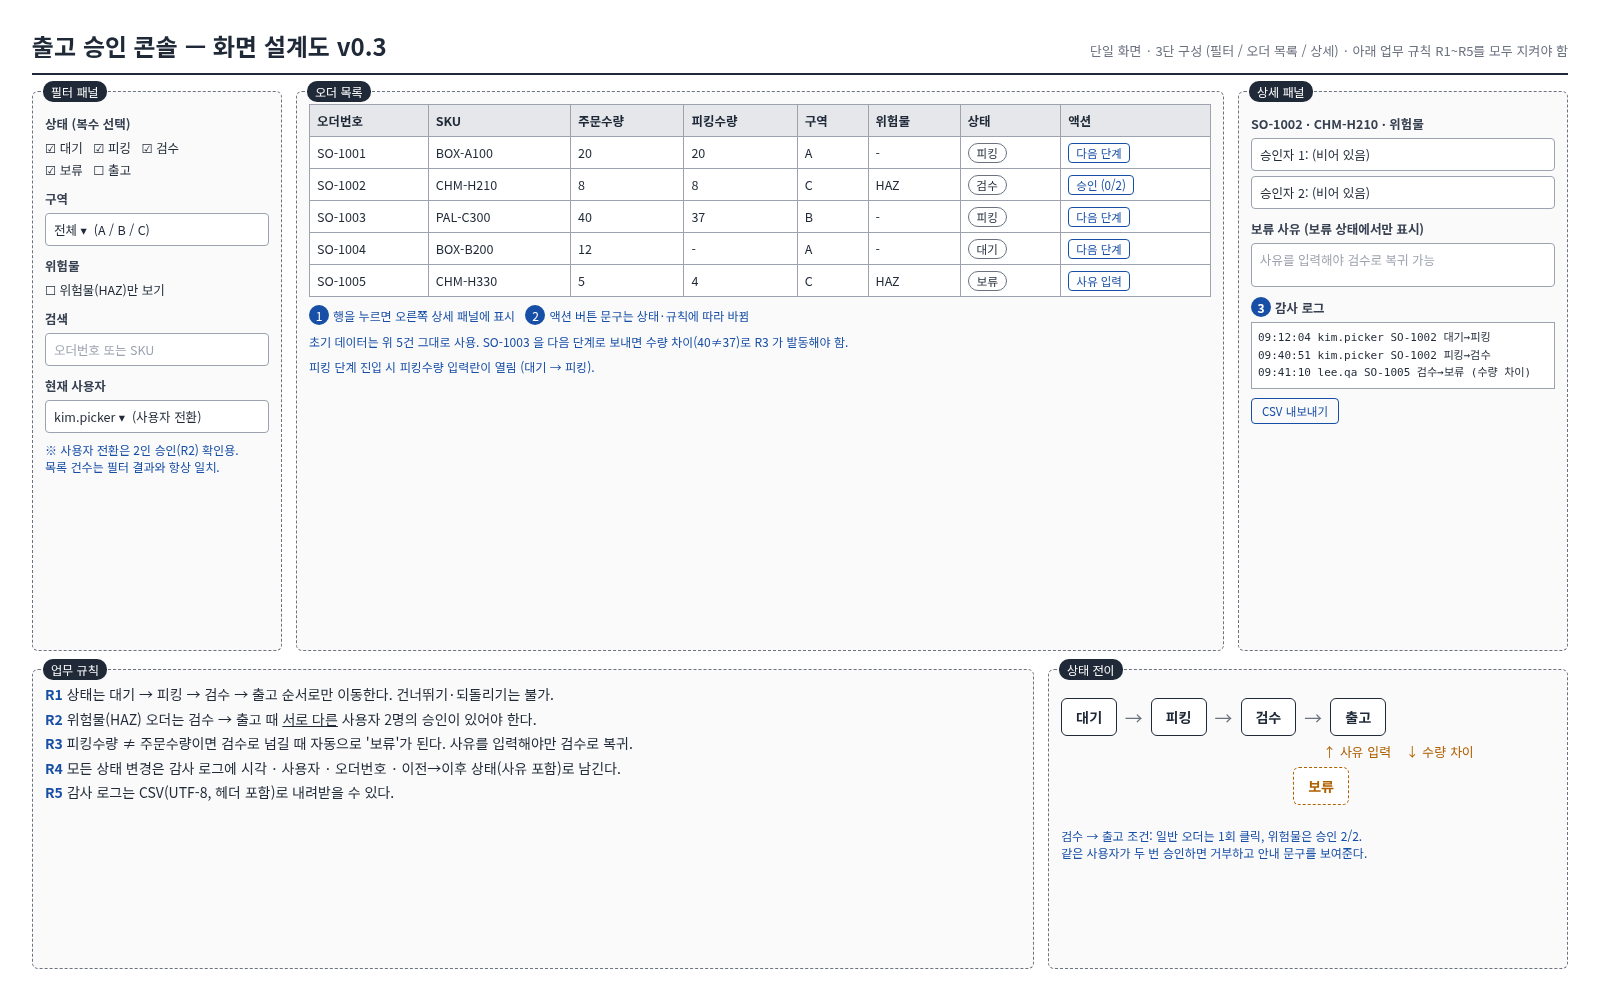 출고 승인 콘솔 — 화면 설계도 v0.3
단일 화면 · 3단 구성 (필터 / 오더 목록 / 상세) · 아래 업무 규칙 R1~R5를 모두 지켜야 함
필터 패널
상태 (복수 선택)
☑ 대기 ☑ 피킹 ☑ 검수
☑ 보류 ☐ 출고
구역
전체 ▾ (A / B / C)
위험물
☐ 위험물(HAZ)만 보기
검색
오더번호 또는 SKU
현재 사용자
kim.picker ▾ (사용자 전환)
※ 사용자 전환은 2인 승인(R2) 확인용.
목록 건수는 필터 결과와 항상 일치.
오더 목록
오더번호 SKU 주문수량 피킹수량 구역 위험물 상태 액션
SO-1001 BOX-A100 20 20 A - 피킹 다음 단계
SO-1002 CHM-H210 8 8 C HAZ 검수 승인 (0/2)
SO-1003 PAL-C300 40 37 B - 피킹 다음 단계
SO-1004 BOX-B200 12 - A - 대기 다음 단계
SO-1005 CHM-H330 5 4 C HAZ 보류 사유 입력
1 행을 누르면 오른쪽 상세 패널에 표시 2 액션 버튼 문구는 상태·규칙에 따라 바뀜
초기 데이터는 위 5건 그대로 사용. SO-1003 을 다음 단계로 보내면 수량 차이(40≠37)로 R3 가 발동해야 함.
피킹 단계 진입 시 피킹수량 입력란이 열림 (대기 → 피킹).
상세 패널
SO-1002 · CHM-H210 · 위험물
승인자 1: (비어 있음)
승인자 2: (비어 있음)
보류 사유 (보류 상태에서만 표시)
사유를 입력해야 검수로 복귀 가능
3 감사 로그
09:12:04 kim.picker SO-1002 대기→피킹
09:40:51 kim.picker SO-1002 피킹→검수
09:41:10 lee.qa SO-1005 검수→보류 (수량 차이)
CSV 내보내기
업무 규칙
R1 상태는 대기 → 피킹 → 검수 → 출고 순서로만 이동한다. 건너뛰기·되돌리기는 불가.
R2 위험물(HAZ) 오더는 검수 → 출고 때 서로 다른 사용자 2명의 승인이 있어야 한다.
R3 피킹수량 ≠ 주문수량이면 검수로 넘길 때 자동으로 '보류'가 된다. 사유를 입력해야만 검수로 복귀.
R4 모든 상태 변경은 감사 로그에 시각 · 사용자 · 오더번호 · 이전→이후 상태(사유 포함)로 남긴다.
R5 감사 로그는 CSV(UTF-8, 헤더 포함)로 내려받을 수 있다.
상태 전이
대기 → 피킹 → 검수 → 출고
↑ 사유 입력 ↓ 수량 차이
보류
검수 → 출고 조건: 일반 오더는 1회 클릭, 위험물은 승인 2/2.
같은 사용자가 두 번 승인하면 거부하고 안내 문구를 보여준다.